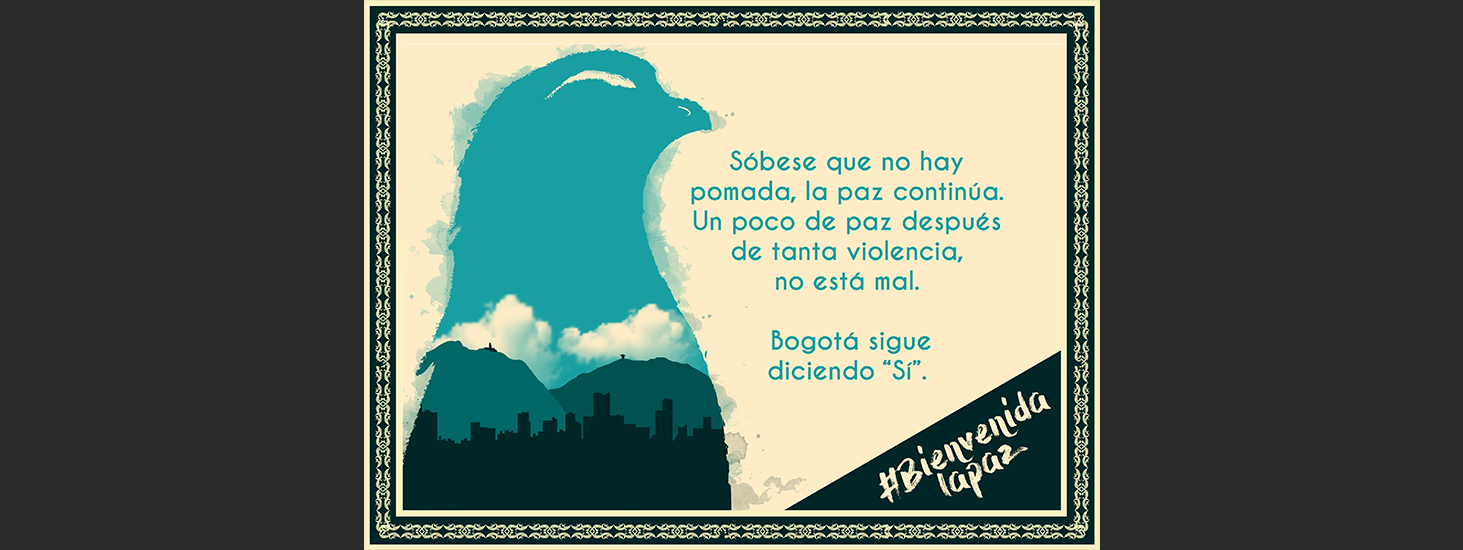 Sóbese que no hay
pomada, la paz continúa.
Un poco de paz después
de tanta violencia,
no está mal.
Bogotá sigue
diciendo “Sí”.
#Bienvenida
lapaz